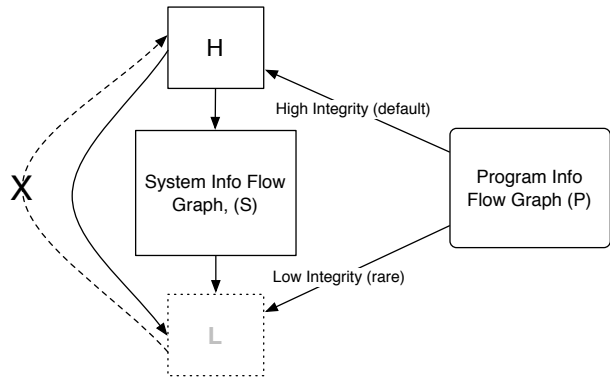 H
High Integrity (default)
System Info Flow
Graph, (S)
Program Info
Flow Graph (P)
X
Low Integrity (rare)
L